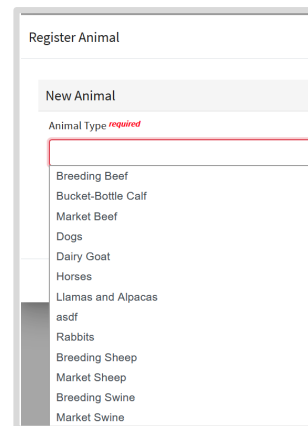 Register Animal
New Animal
Animal Type required
Breeding Beef
Bucket-Bottle Calf
Market Beef
Dogs
Dairy Goat
Horses
Llamas and Alpacas
asdf
Rabbits
Breeding Sheep
Market Sheep
Breeding Swine
Market Swine